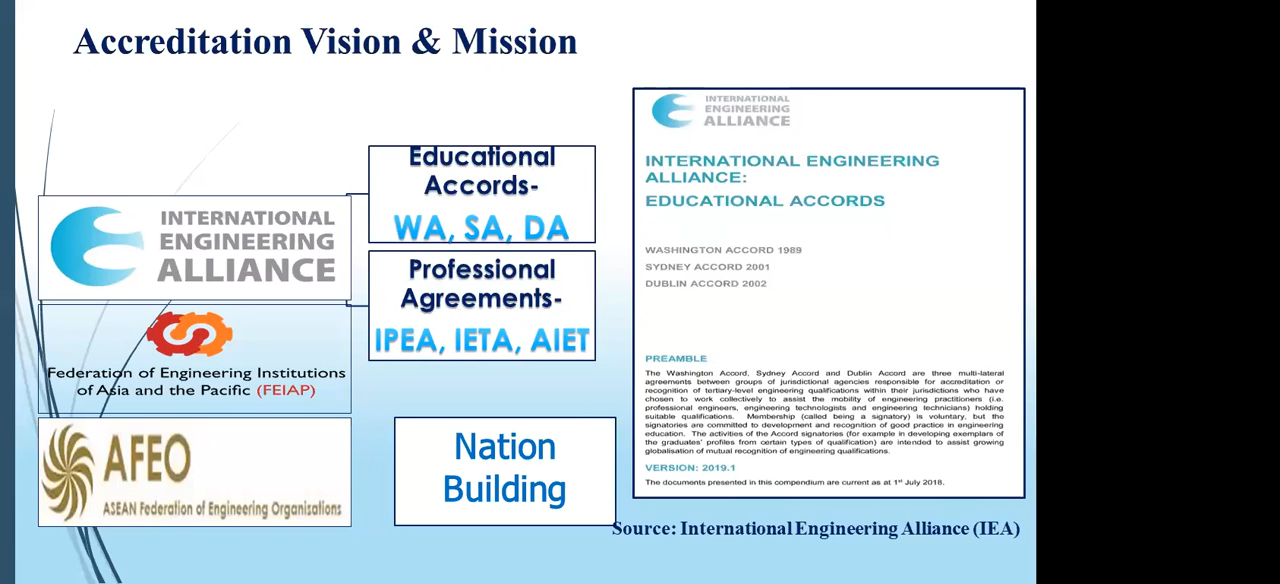 Accreditation Vision & Mission
INTERNATIONAL
ENGINEERING
ALLIANCE
Federation of Engineering Institutions
of Asia and the Pacific (FEIAP)
AFEO
ASEAN Federation of Engineering Organisations
Educational
Accords-
WA, SA, DA
Professional
Agreements-
IPEA, IETA, AIET
Nation
Building
INTERNATIONAL
ENGINEERING
ALLIANCE
INTERNATIONAL ENGINEERING
ALLIANCE:
EDUCATIONAL ACCORDS
WASHINGTON ACCORD 1989
SYDNEY ACCORD 2001
DUBLIN ACCORD 2002
PREAMBLE
The Washington Accord, Sydney Accord and Dublin Accord are three multi-lateral
agreements between groups of jurisdictional agencies responsible for accreditation or
recognition of tertiary-level engineering qualifications within their jurisdictions who have
chosen to work collectively to assist the mobility of engineering practitioners (i.e.
professional engineers, engineering technologists and engineering technicians) holding
suitable qualifications. Membership (called being a signatory) is voluntary, but the
signatories are committed to development and recognition of good practice in engineering
education. The activities of the Accord signatories (for example in developing exemplars of
the graduates' profiles from certain types of qualification) are intended to assist growing
globalisation of mutual recognition of engineering qualifications.
VERSION: 2019.1
The documents presented in this compendium are current as at 1st July 2018.
Source: International Engineering Alliance (IEA)